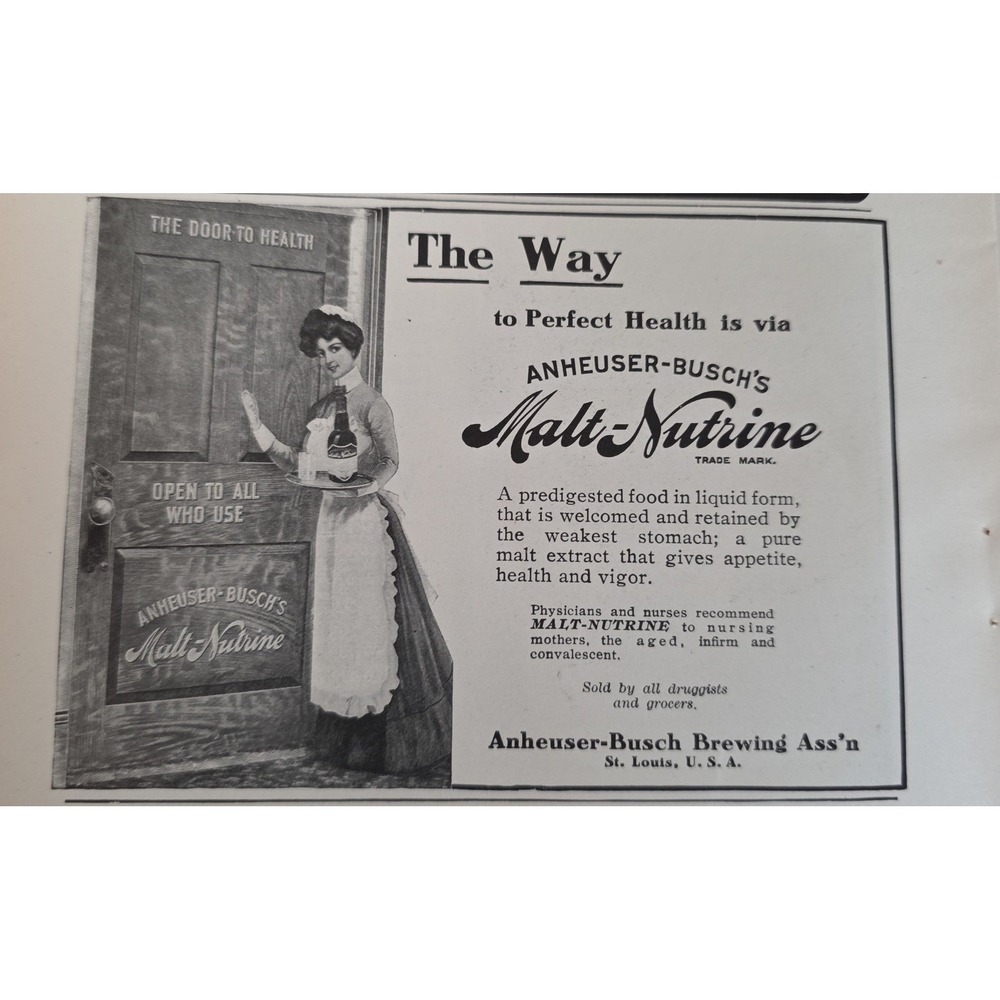 THE DOOR TO HEALTH
OPEN TO ALL
WHO USE
ANHEUSER-BUSCH'S
Malt-Nutrine
The Way
to Perfect Health is via
ANHEUSER-BUSCH'S
Malt-Nutrine
TRADE MARK.
A predigested food in liquid form,
that is welcomed and retained by
the weakest stomach; a pure
malt extract that gives appetite,
health and vigor.
Physicians and nurses recommend
MALT-NUTRINE to nursing
mothers, the aged, infirm and
convalescent.
Sold by all druggists
and grocers.
Anheuser-Busch Brewing Ass'n
St. Louis, U. S. A.